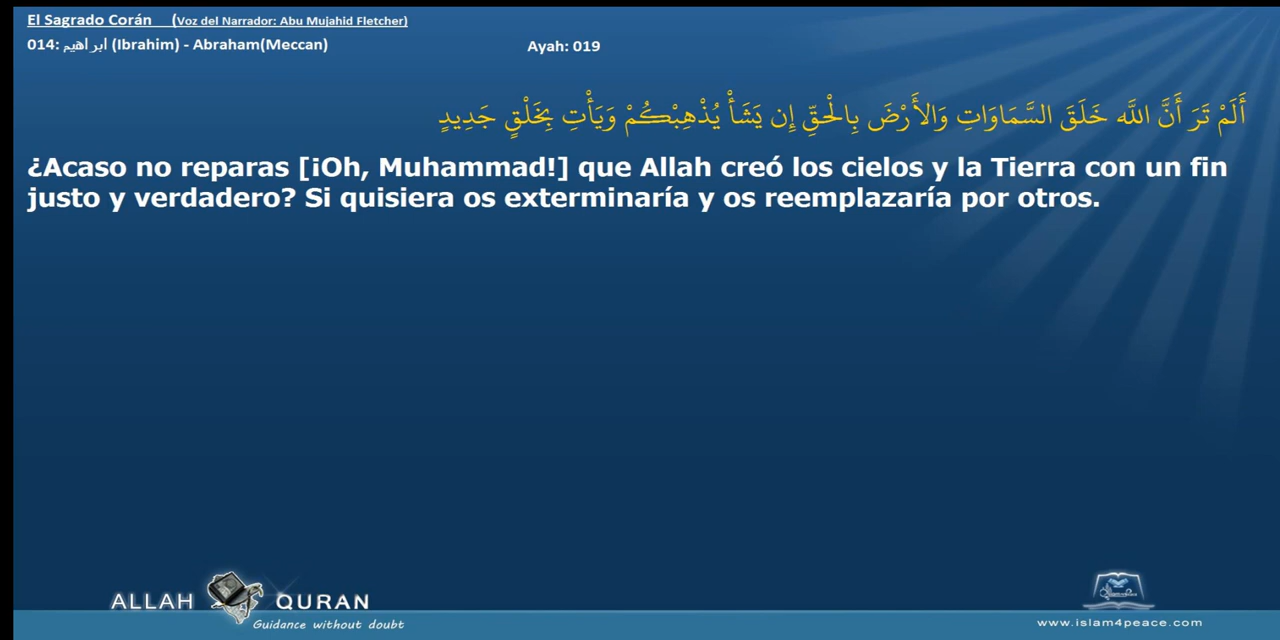 El Sagrado Corán (Voz del Narrador: Abu Mujahid Fletcher)
014: ابراهيم (Ibrahim) - Abraham(Meccan) Ayah: 019
أَلَمْ تَرَ أَنَّ اللَّه خَلَقَ السَّمَاوَاتِ وَالأَرْضَ بِالْحَقِّ إِن يَشَأْ يُذْهِبْكُمْ وَيَأْتِ بِخَلْقٍ جَدِيدٍ
¿Acaso no reparas [¡Oh, Muhammad!] que Allah creó los cielos y la Tierra con un fin
justo y verdadero? Si quisiera os exterminaría y os reemplazaría por otros.
ALLAH QURAN
Guidance without doubt
www.islam4peace.com